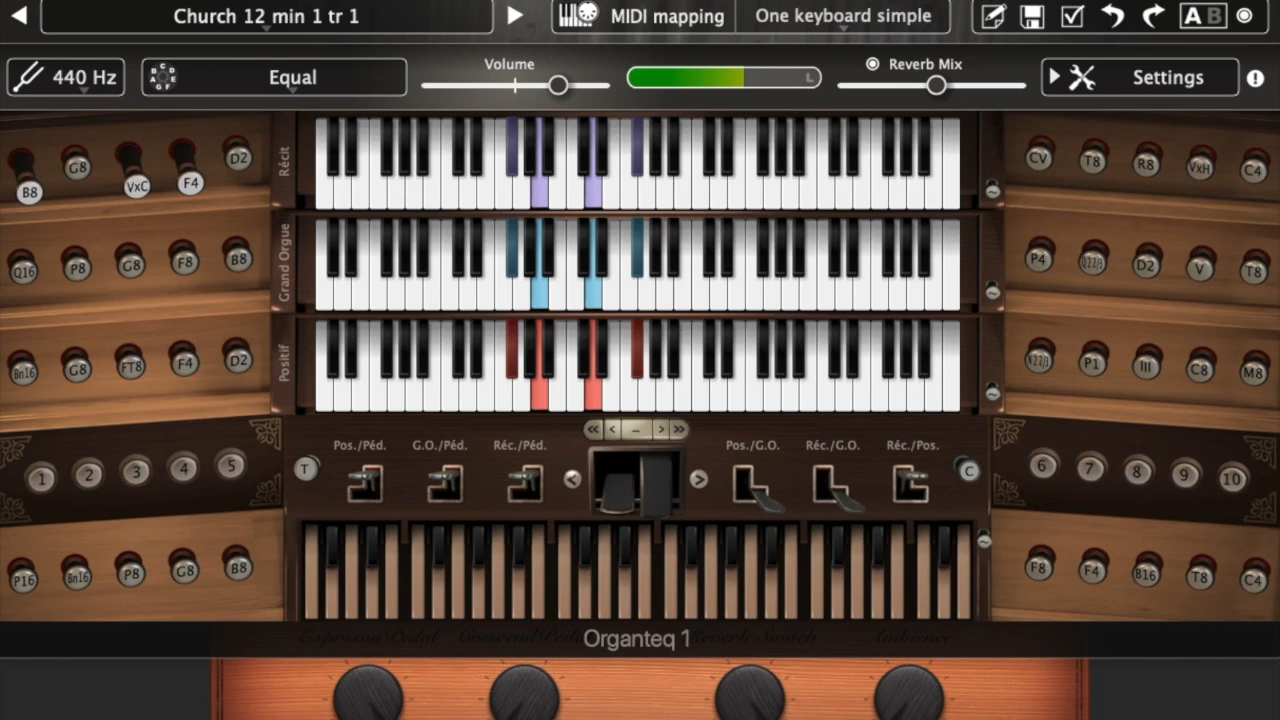 Church 12 min 1 tr 1
MIDI mapping
One keyboard simple
A B
440 Hz
Equal
Volume
L
Reverb Mix
Settings
B8 G8 VxC F4 D2
Récit
CV T8 R8 VxH C4
Q16 P8 G8 F8 B8
Grand Orgue
P4 Q22/3 D2 V T8
Bn16 G8 FT8 F4 D2
Positif
N22/3 P1 III C8 M8
Pos./Péd. G.O./Péd. Réc./Péd.
Pos./G.O. Réc./G.O. Réc./Pos.
1 2 3 4 5
T
C
6 7 8 9 10
P16 Bn16 P8 G8 B8
F8 F4 B16 T8 C4
Organteq 1